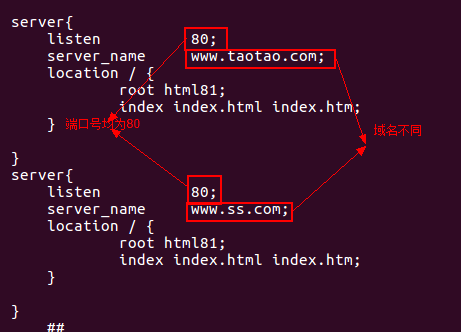 server{
listen 80;
server_name www.taotao.com;
location / {
root html81;
index index.html index.htm;
} 端口号均为80
域名不同
}
server{
listen 80;
server_name www.ss.com;
location / {
root html81;
index index.html index.htm;
}
}
##